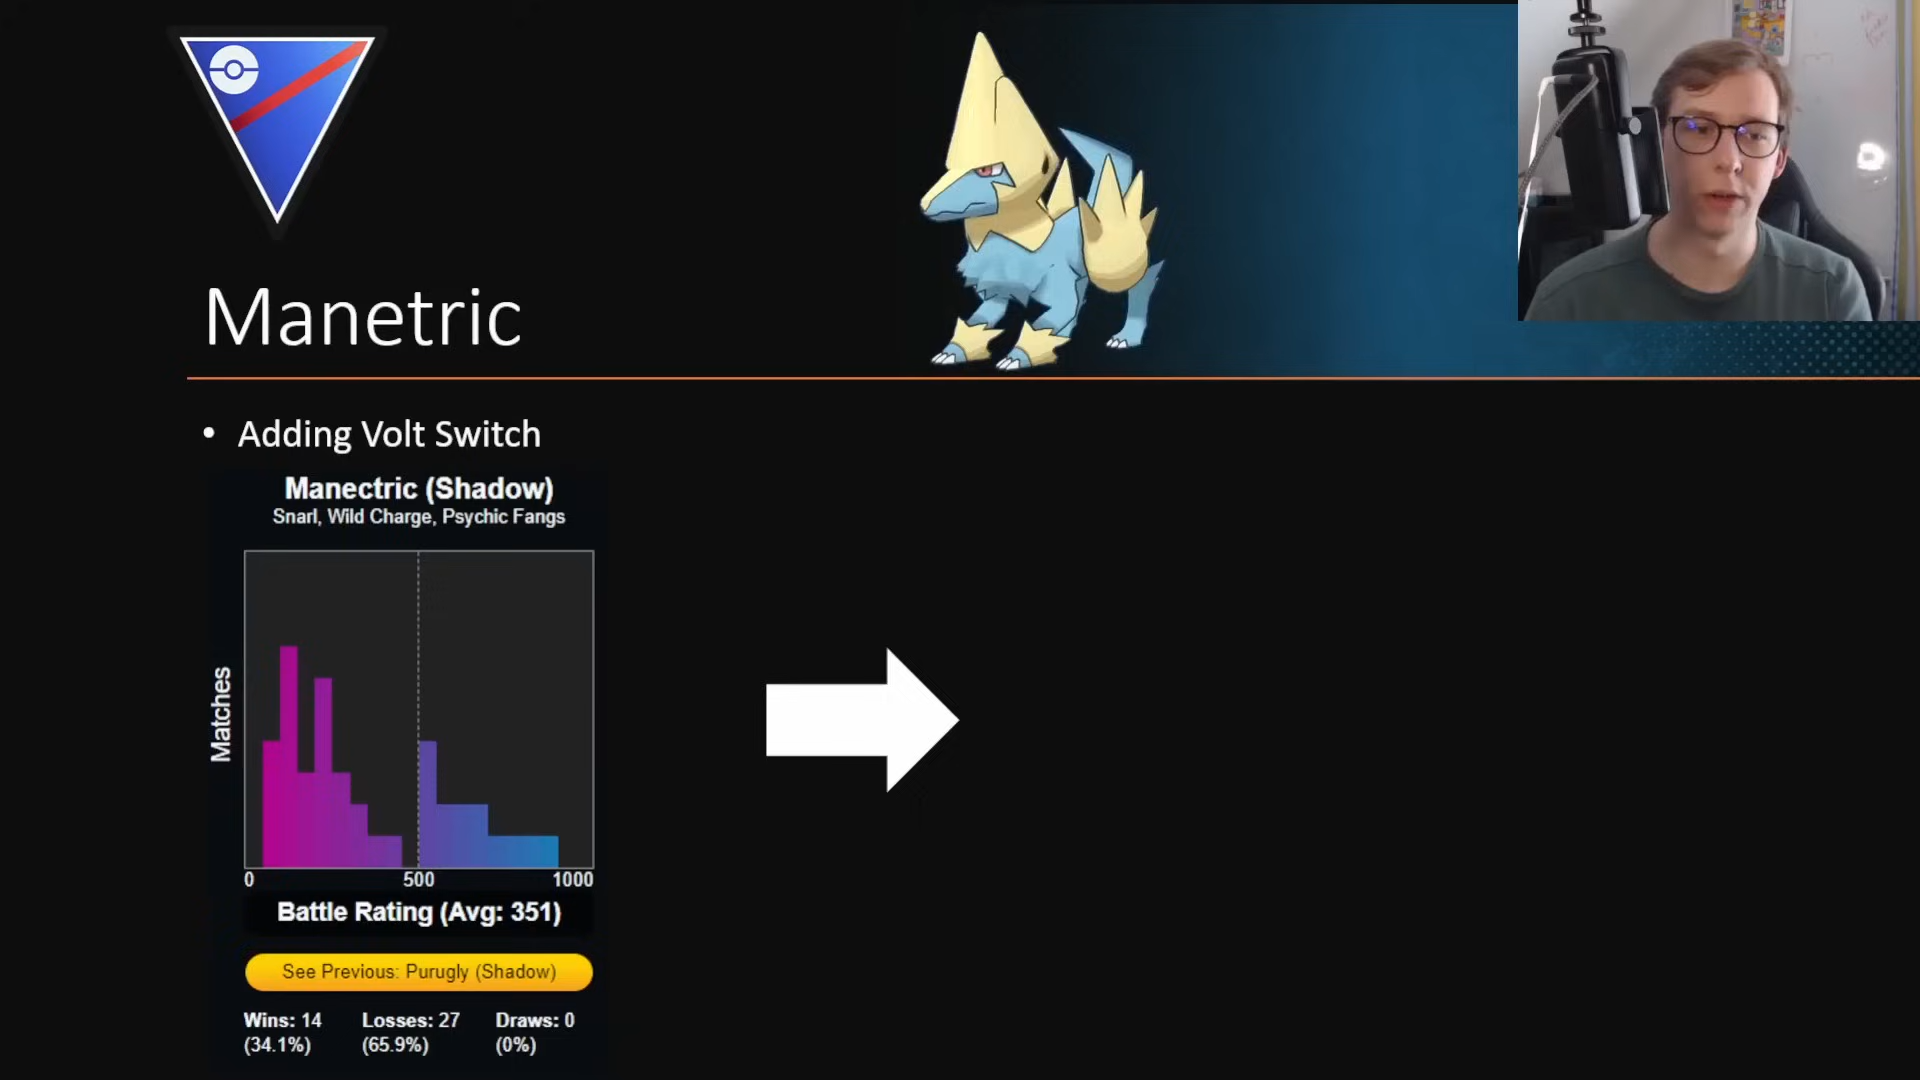 Manetric
• Adding Volt Switch
Manectric (Shadow)
Snarl, Wild Charge, Psychic Fangs
Matches
0 500 1000
Battle Rating (Avg: 351)
See Previous: Purugly (Shadow)
Wins: 14 Losses: 27 Draws: 0
(34.1%) (65.9%) (0%)